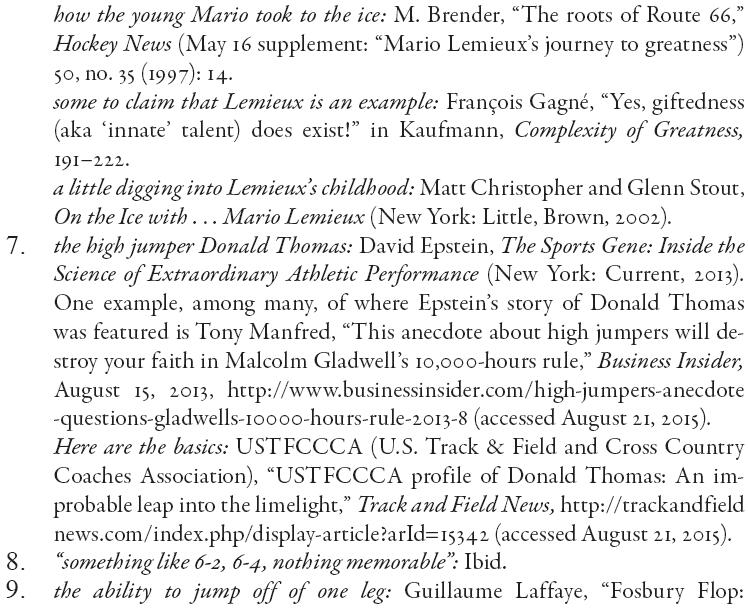 how the young Mario took to the ice: M. Brender, “The roots of Route 66,”
Hockey News (May 16 supplement: “Mario Lemieux’s journey to greatness”)
50, no. 35 (1997): 14.
some to claim that Lemieux is an example: François Gagné, “Yes, giftedness
(aka ‘innate’ talent) does exist!” in Kaufmann, Complexity of Greatness,
191–222.
a little digging into Lemieux’s childhood: Matt Christopher and Glenn Stout,
On the Ice with . . . Mario Lemieux (New York: Little, Brown, 2002).
7. the high jumper Donald Thomas: David Epstein, The Sports Gene: Inside the
Science of Extraordinary Athletic Performance (New York: Current, 2013).
One example, among many, of where Epstein’s story of Donald Thomas
was featured is Tony Manfred, “This anecdote about high jumpers will de-
stroy your faith in Malcolm Gladwell’s 10,000-hours rule,” Business Insider,
August 15, 2013, http://www.businessinsider.com/high-jumpers-anecdote
-questions-gladwells-10000-hours-rule-2013-8 (accessed August 21, 2015).
Here are the basics: USTFCCCA (U.S. Track & Field and Cross Country
Coaches Association), “USTFCCCA profile of Donald Thomas: An im-
probable leap into the limelight,” Track and Field News, http://trackandfield
news.com/index.php/display-article?arId=15342 (accessed August 21, 2015).
8. “something like 6-2, 6-4, nothing memorable”: Ibid.
9. the ability to jump off of one leg: Guillaume Laffaye, “Fosbury Flop: